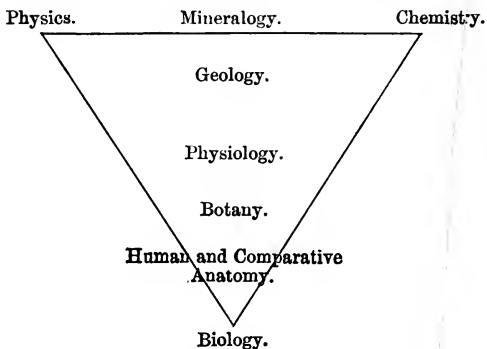 Physics. Mineralogy. Chemistry.
Geology.
Physiology.
Botany.
Human and Comparative
Anatomy.
Biology.